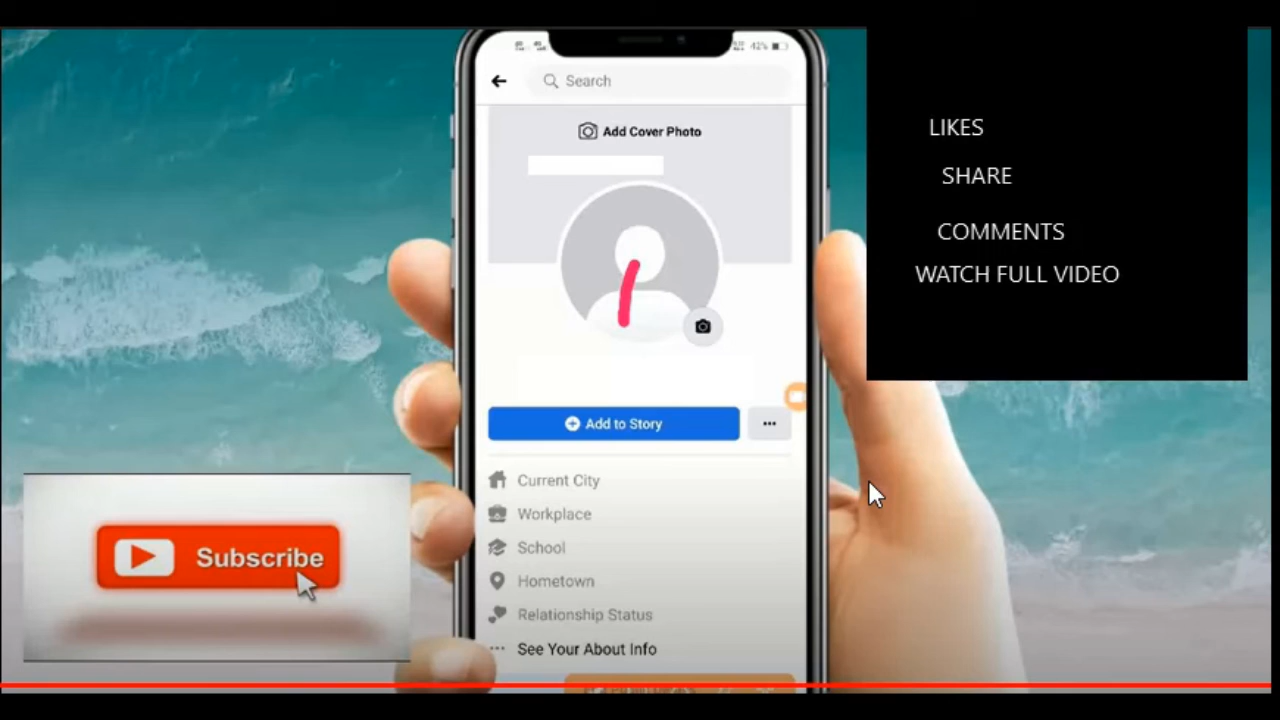 42%
Search
Add Cover Photo
Add to Story
Current City
Workplace
School
Hometown
Relationship Status
See Your About Info
LIKES
SHARE
COMMENTS
WATCH FULL VIDEO
Subscribe